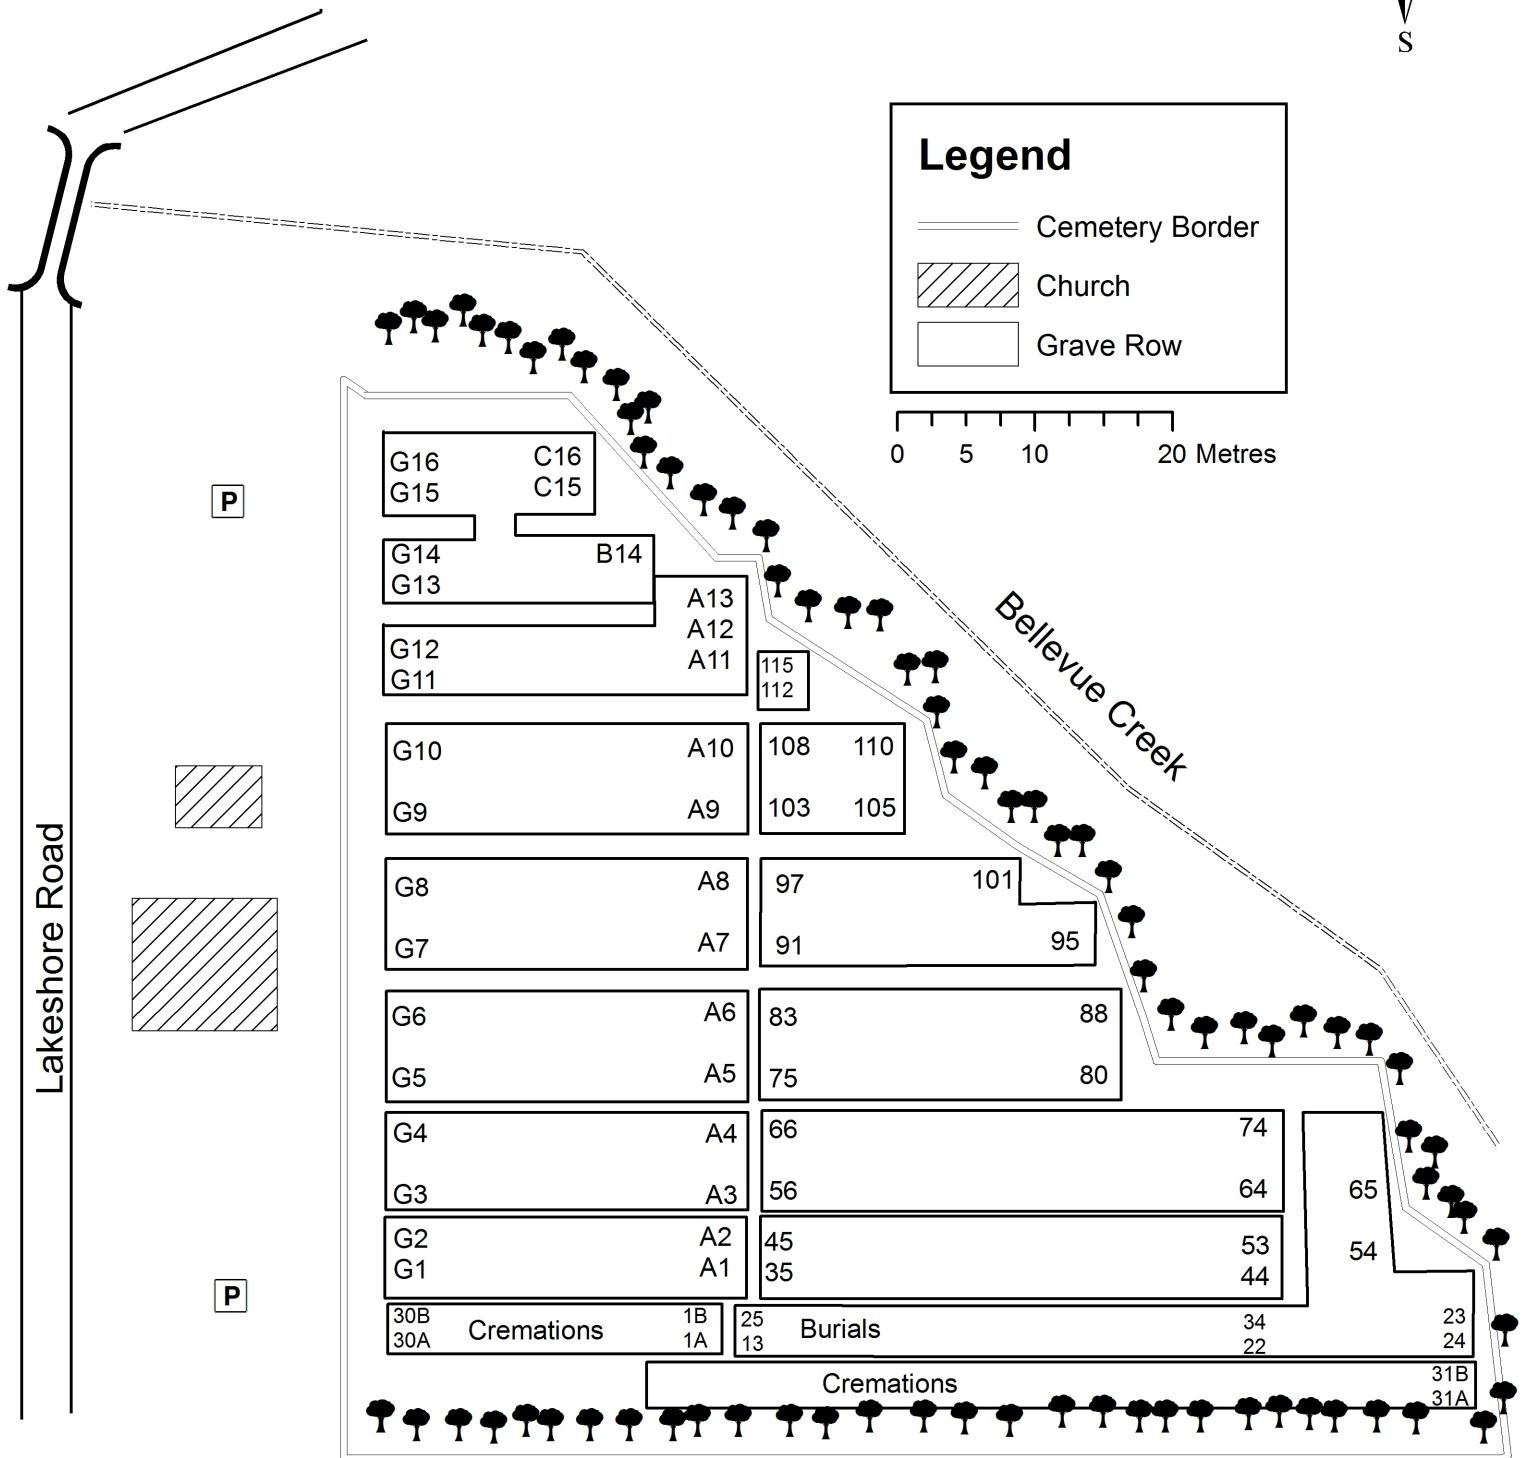 S
Legend
Cemetery Border
Church
Grave Row
0 5 10 20 Metres
G16 C16
G15 C15
P
G14 B14
G13
A13
G12 A12
G11 A11
115
112
Bellevue Creek
G10 A10 108 110
G9 A9 103 105
G8 A8 97 101
G7 A7 91 95
Lakeshore Road
G6 A6 83 88
G5 A5 75 80
G4 A4 66 74
G3 A3 56 64
65
54
G2 A2 45 53
G1 A1 35 44
P
30B Cremations 1B
30A 1A
25 Burials 34 23
13 22 24
Cremations 31B
31A